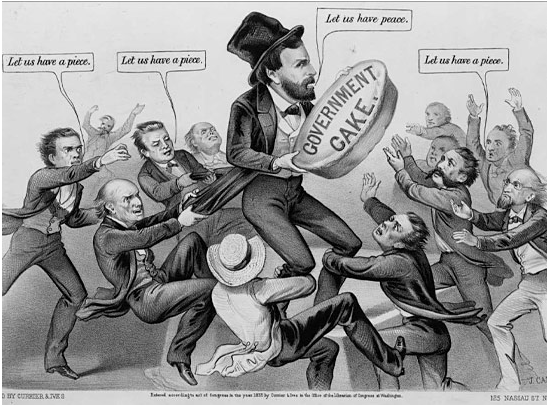 Let us have peace.
Let us have a piece.
Let us have a piece.
Let us have a piece.
GOVERNMENT
CAKE.
D BY CURRIER & IVES
Entered according to act of Congress in the year 18
by Currier & Ives in the Office of the Librarian of Congress at Washington.
J. CA
NASSAU ST. N